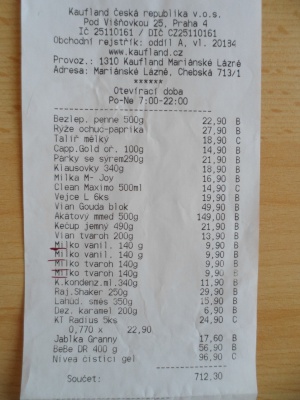 Kaufland Česká republika v.o.s.
Pod Višňovkou 25, Praha 4
IČ 25110161 / DIČ CZ25110161
Obchodní rejstřík: oddíl A, vl. 20184
www.kaufland.cz
Provoz.: 1310 Kaufland Mariánské Lázně
Adresa: Mariánské Lázně, Chebská 713/1
******
Otevírací doba
Po-Ne 7:00-22:00
Bezlep. penne 500g 22,90 B
Rýže ochuc-paprika 27,90 B
Talíř mělký 18,90 C
Capp.Gold or. 100g 14,90 B
Párky se syrem290g 21,90 B
Klausovky 340g 18,90 B
Milka M- Joy 16,90 B
Clean Maximo 500ml 14,90 C
Vejce L 6ks 19,90 B
Vian Gouda blok 49,90 B
Akátový mmed 500g 149,00 B
Kečup jemný 490g 21,90 B
Vian tvaroh 200g 13,90 B
Milko vanil. 140 g 9,90 B
Milko vanil. 140 g 9,90 B
Milko tvaroh 140g 9,90 B
Milko tvaroh 140g 9,90 B
K.kondenz.ml.340g 11,90 B
Raj.Shaker 250g 29,90 B
Lahůd. směs 350g 15,90 B
Dez. karamel 200g 6,90 B
KT Radius 5ks 24,90 C
0,770 x 22,90
Jablka Granny 17,60 B
BeBe DR 400 g 56,90 B
Nivea čistící gel 96,90 C
Součet: 712,30